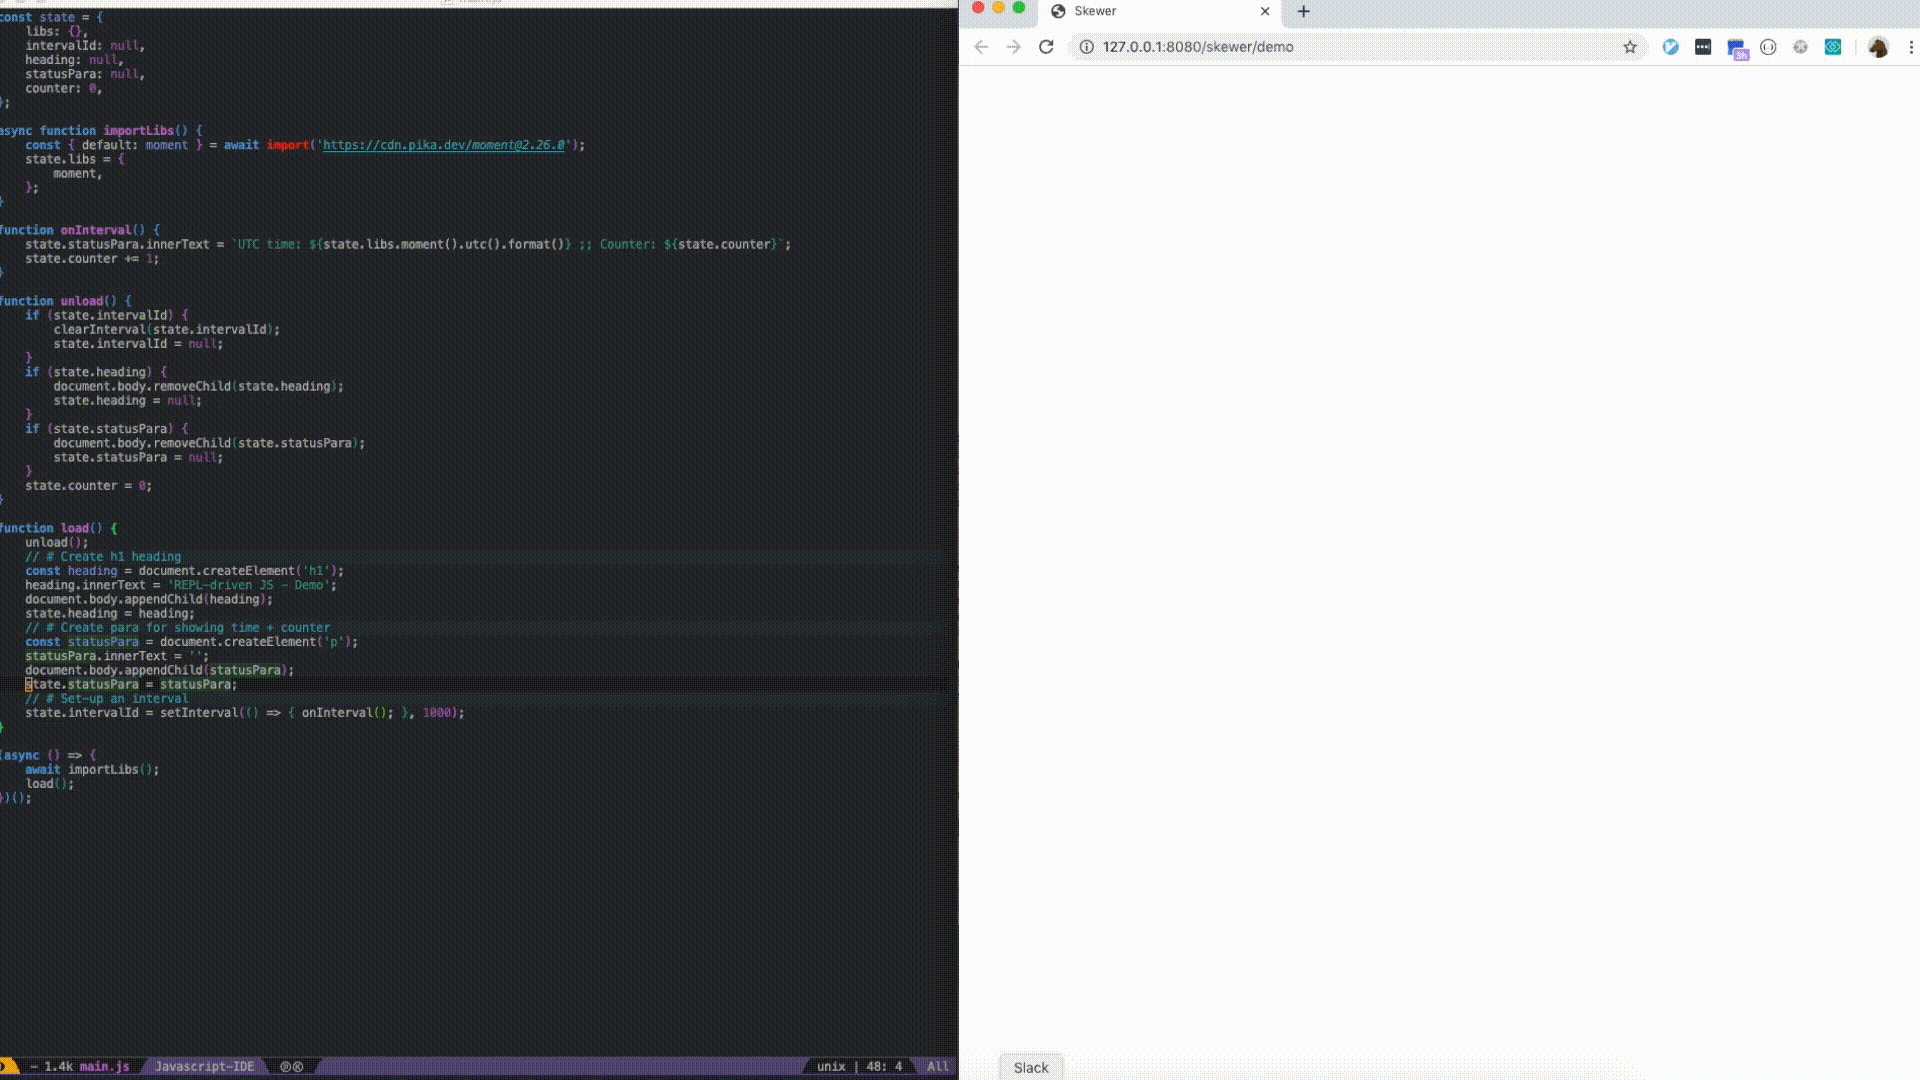 const state = {
libs: {},
intervalId: null,
heading: null,
statusPara: null,
counter: 0,
};
async function importLibs() {
const { default: moment } = await import('https://cdn.pika.dev/moment@2.26.0');
state.libs = {
moment,
};
}
function onInterval() {
state.statusPara.innerText = `UTC time: ${state.libs.moment().utc().format()} ;; Counter: ${state.counter}`;
state.counter += 1;
}
function unload() {
if (state.intervalId) {
clearInterval(state.intervalId);
state.intervalId = null;
}
if (state.heading) {
document.body.removeChild(state.heading);
state.heading = null;
}
if (state.statusPara) {
document.body.removeChild(state.statusPara);
state.statusPara = null;
}
state.counter = 0;
}
function load() {
unload();
// # Create h1 heading
const heading = document.createElement('h1');
heading.innerText = 'REPL-driven JS - Demo';
document.body.appendChild(heading);
state.heading = heading;
// # Create para for showing time + counter
const statusPara = document.createElement('p');
statusPara.innerText = '';
document.body.appendChild(statusPara);
state.statusPara = statusPara;
// # Set-up an interval
state.intervalId = setInterval(() => { onInterval(); }, 1000);
}
(async () => {
await importLibs();
load();
})();
- 1.4k main.js Javascript-IDE unix | 48: 4 All
Skewer
127.0.0.1:8080/skewer/demo
3h
Slack